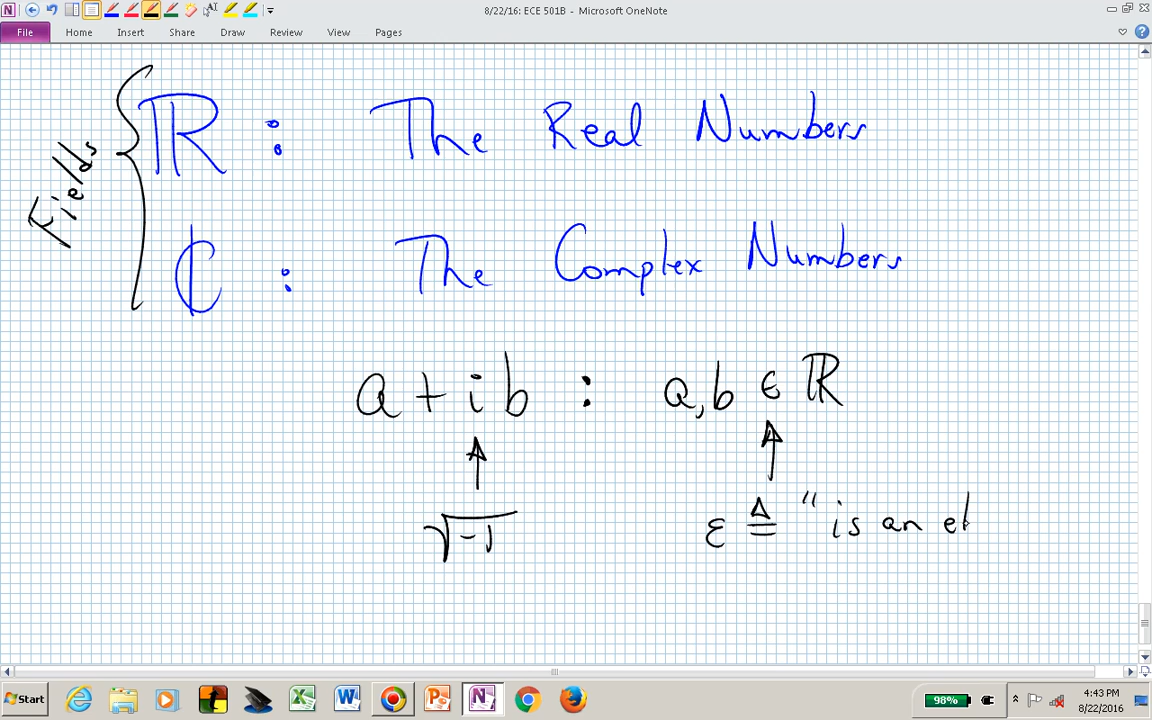 8/22/16: ECE 501B - Microsoft OneNote
File Home Insert Share Draw Review View Pages
Fields
ℝ : The Real Numbers
ℂ : The Complex Numbers
a + i b : a, b ∈ ℝ
√-1 ε ≜ " is an el
Start
98%
4:43 PM
8/22/2016